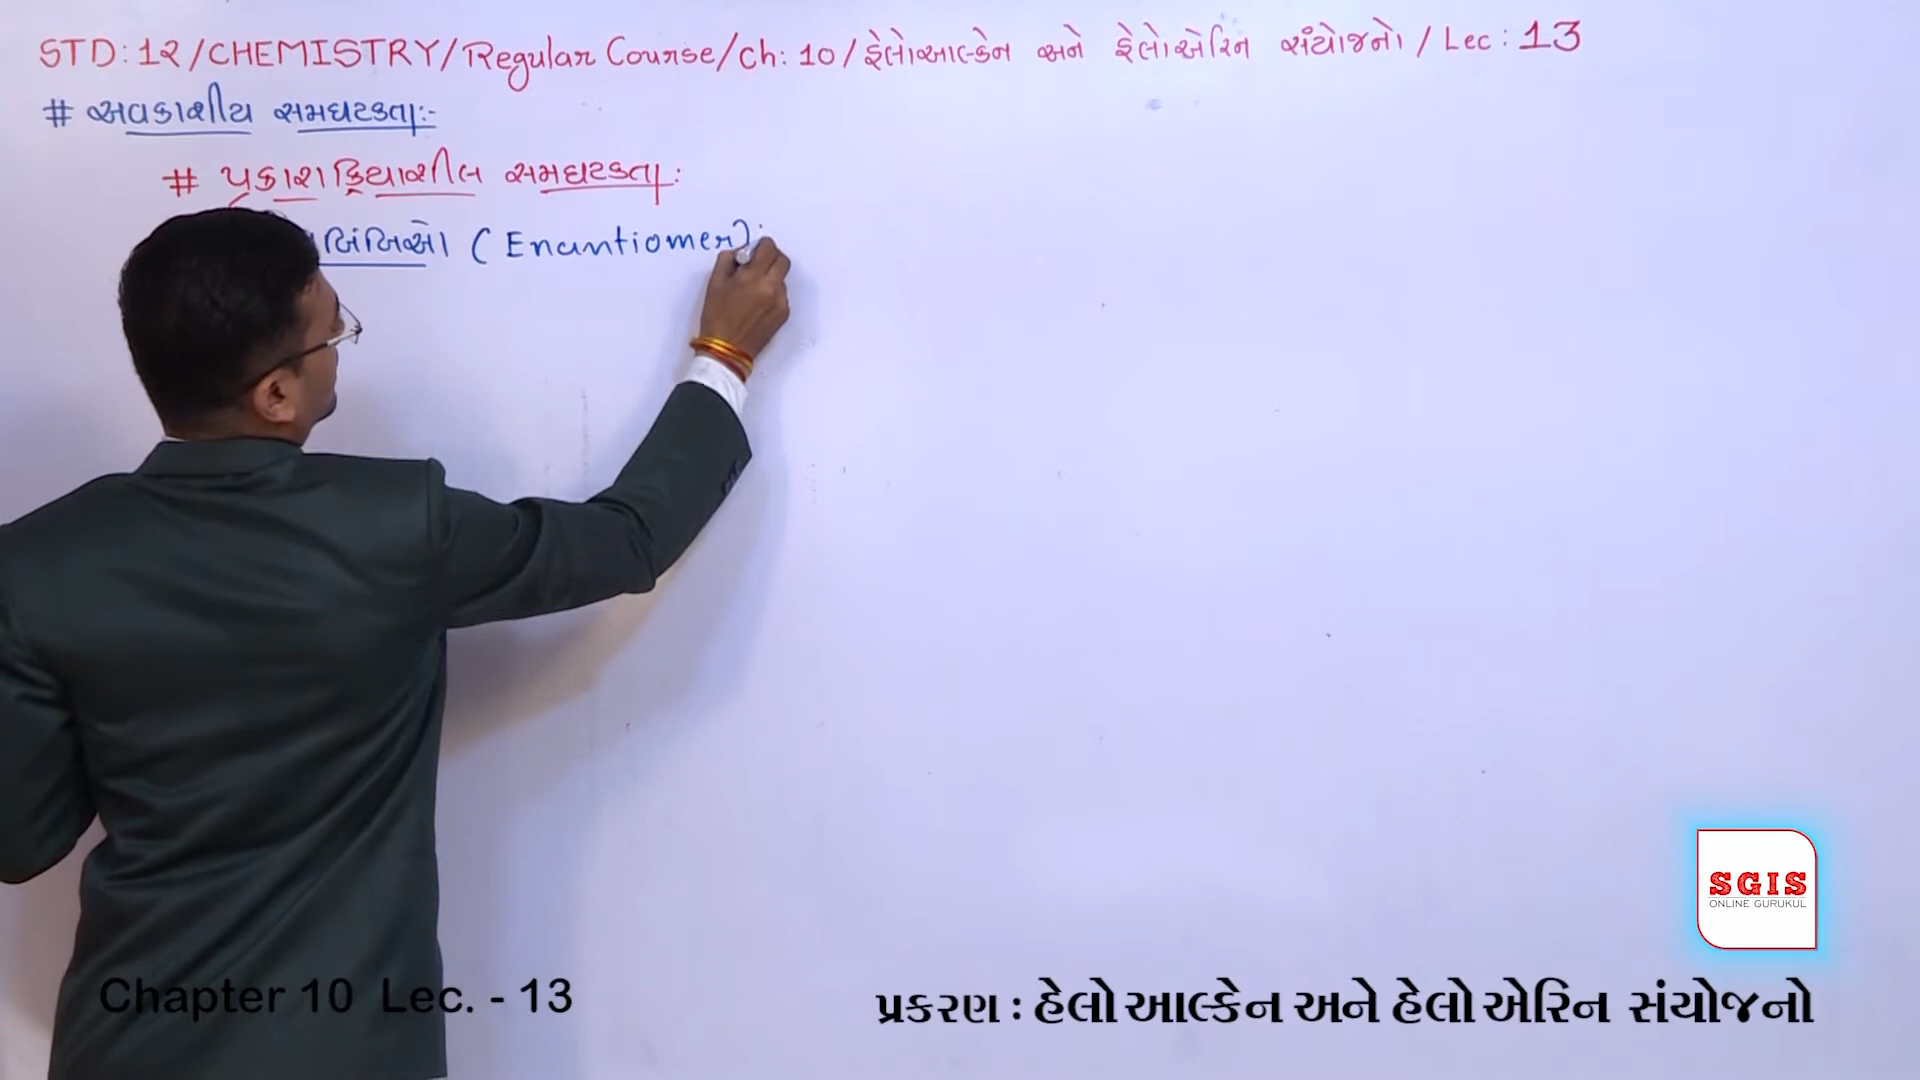 STD: 12/CHEMISTRY/Regular Course/Ch: 10/હેલોઆલ્કેન અને હેલોએરિન સંયોજનો/Lec: 13
# અવકાશીય સમઘટકતા:-
# પ્રકાશક્રિયાશીલ સમઘટકતા:
(Enantiomer):
SGIS
ONLINE GURUKUL
Chapter 10 Lec. - 13
પ્રકરણ : હેલોઆલ્કેન અને હેલોએરિન સંયોજનો